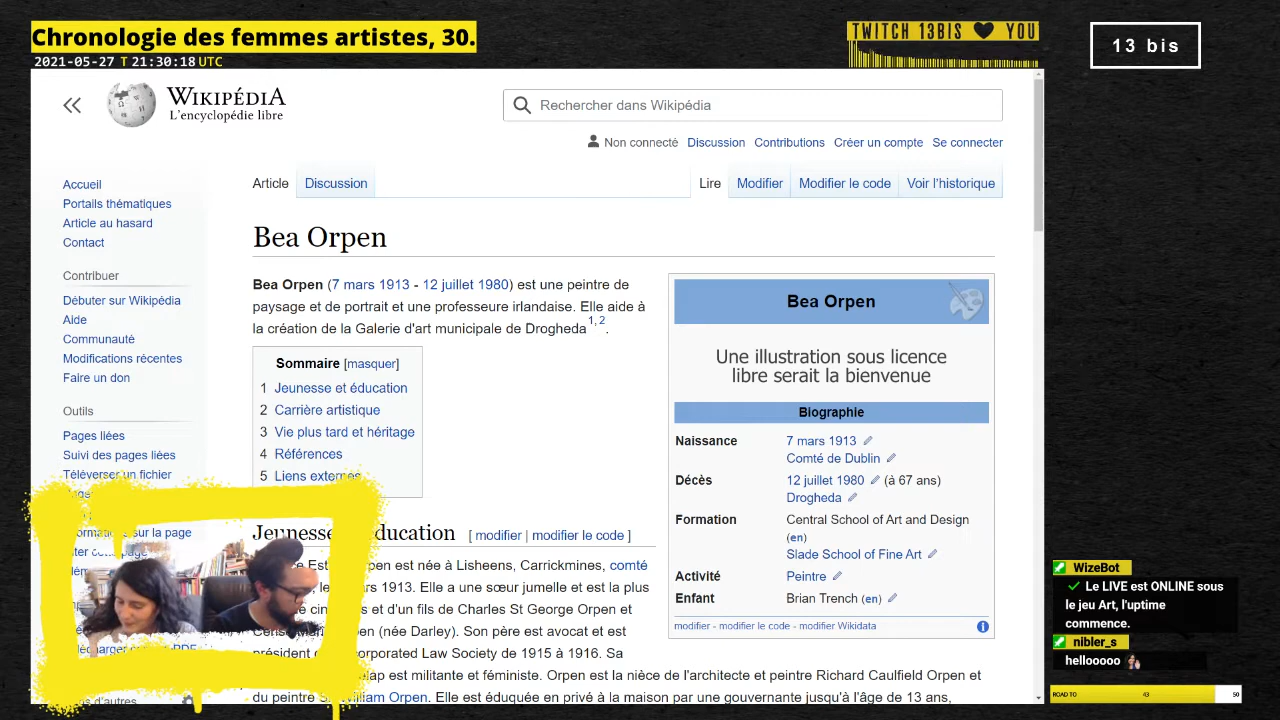 Chronologie des femmes artistes, 30.
2021-05-27 T 21:30:18 UTC
TWITCH 13BIS YOU
13 bis
WIKIPÉDIA
L'encyclopédie libre
Rechercher dans Wikipédia
Non connecté Discussion Contributions Créer un compte Se connecter
Article Discussion Lire Modifier Modifier le code Voir l'historique
Accueil
Portails thématiques
Article au hasard
Contact
Contribuer
Débuter sur Wikipédia
Aide
Communauté
Modifications récentes
Faire un don
Outils
Pages liées
Suivi des pages liées
Téléverser un fichier
sur la page
Bea Orpen
Bea Orpen (7 mars 1913 - 12 juillet 1980) est une peintre de
paysage et de portrait et une professeure irlandaise. Elle aide à
la création de la Galerie d'art municipale de Drogheda 1, 2.
Sommaire [masquer]
1 Jeunesse et éducation
2 Carrière artistique
3 Vie plus tard et héritage
4 Références
5 Liens externes
Jeunesse et éducation [ modifier | modifier le code ]
Orpen est née à Lisheens, Carrickmines, comté
mars 1913. Elle a une sœur jumelle et est la plus
et d'un fils de Charles St George Orpen et
(née Darley). Son père est avocat et est
Law Society de 1915 à 1916. Sa
est militante et féministe. Orpen est la nièce de l'architecte et peintre Richard Caulfield Orpen et
du peintre William Orpen. Elle est éduquée en privé à la maison par une gouvernante jusqu'à l'âge de 13 ans,
Bea Orpen
Une illustration sous licence
libre serait la bienvenue
Biographie
Naissance 7 mars 1913
Comté de Dublin
Décès 12 juillet 1980 (à 67 ans)
Drogheda
Formation Central School of Art and Design
(en)
Slade School of Fine Art
Activité Peintre
Enfant Brian Trench (en)
modifier - modifier le code - modifier Wikidata
WizeBot
Le LIVE est ONLINE sous
le jeu Art, l'uptime
commence.
nibler_s
hellooooo
ROAD TO 43 50